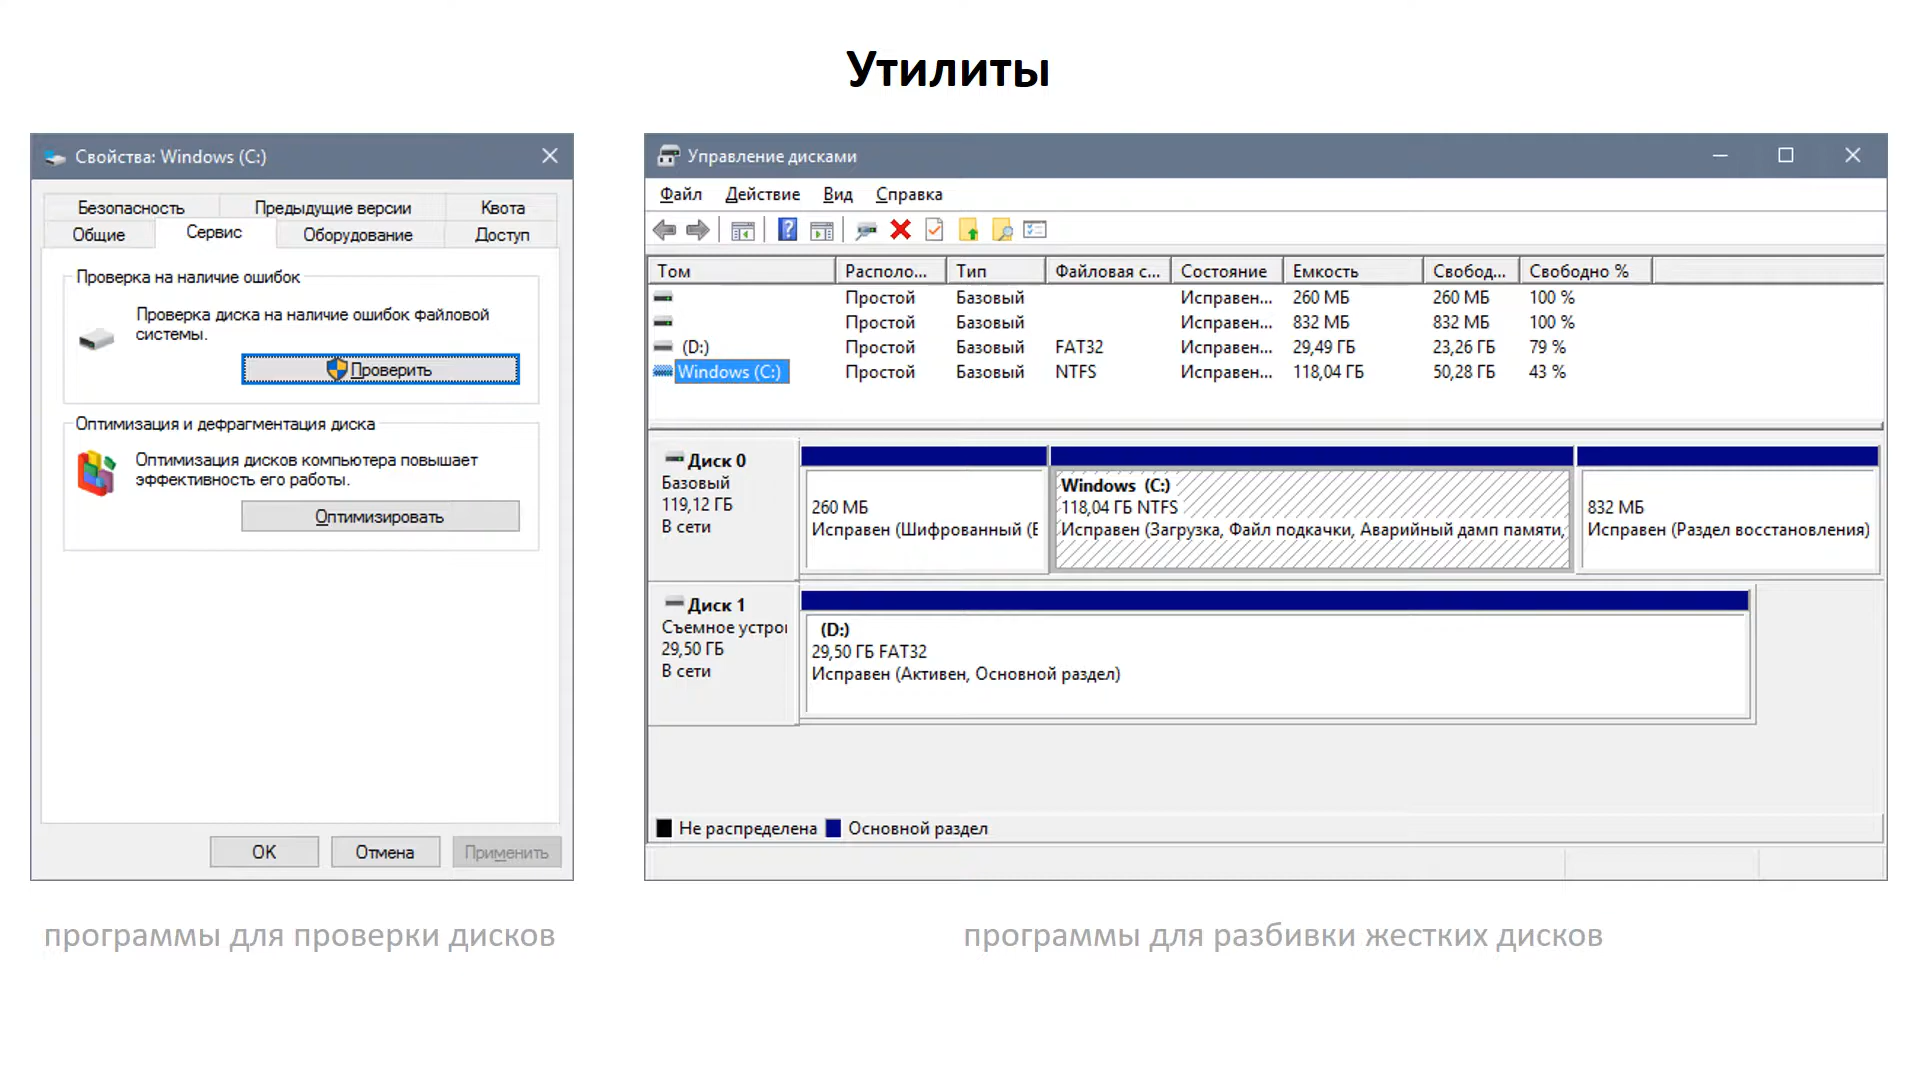 Утилиты
Свойства: Windows (C:)
Безопасность Предыдущие версии Квота
Общие Сервис Оборудование Доступ
Проверка на наличие ошибок
Проверка диска на наличие ошибок файловой
системы.
Проверить
Оптимизация и дефрагментация диска
Оптимизация дисков компьютера повышает
эффективность его работы.
Оптимизировать
OK Отмена Применить
программы для проверки дисков
Управление дисками
Файл Действие Вид Справка
Том Располо... Тип Файловая с... Состояние Емкость Свобод... Свободно %
Простой Базовый Исправен... 260 МБ 260 МБ 100 %
Простой Базовый Исправен... 832 МБ 832 МБ 100 %
(D:) Простой Базовый FAT32 Исправен... 29,49 ГБ 23,26 ГБ 79 %
Windows (C:) Простой Базовый NTFS Исправен... 118,04 ГБ 50,28 ГБ 43 %
Диск 0
Базовый
119,12 ГБ
В сети
260 МБ
Исправен (Шифрованный (E
Windows (C:)
118,04 ГБ NTFS
Исправен (Загрузка, Файл подкачки, Аварийный дамп памяти,
832 МБ
Исправен (Раздел восстановления)
Диск 1
Съемное устрой
29,50 ГБ
В сети
(D:)
29,50 ГБ FAT32
Исправен (Активен, Основной раздел)
Не распределена Основной раздел
программы для разбивки жестких дисков